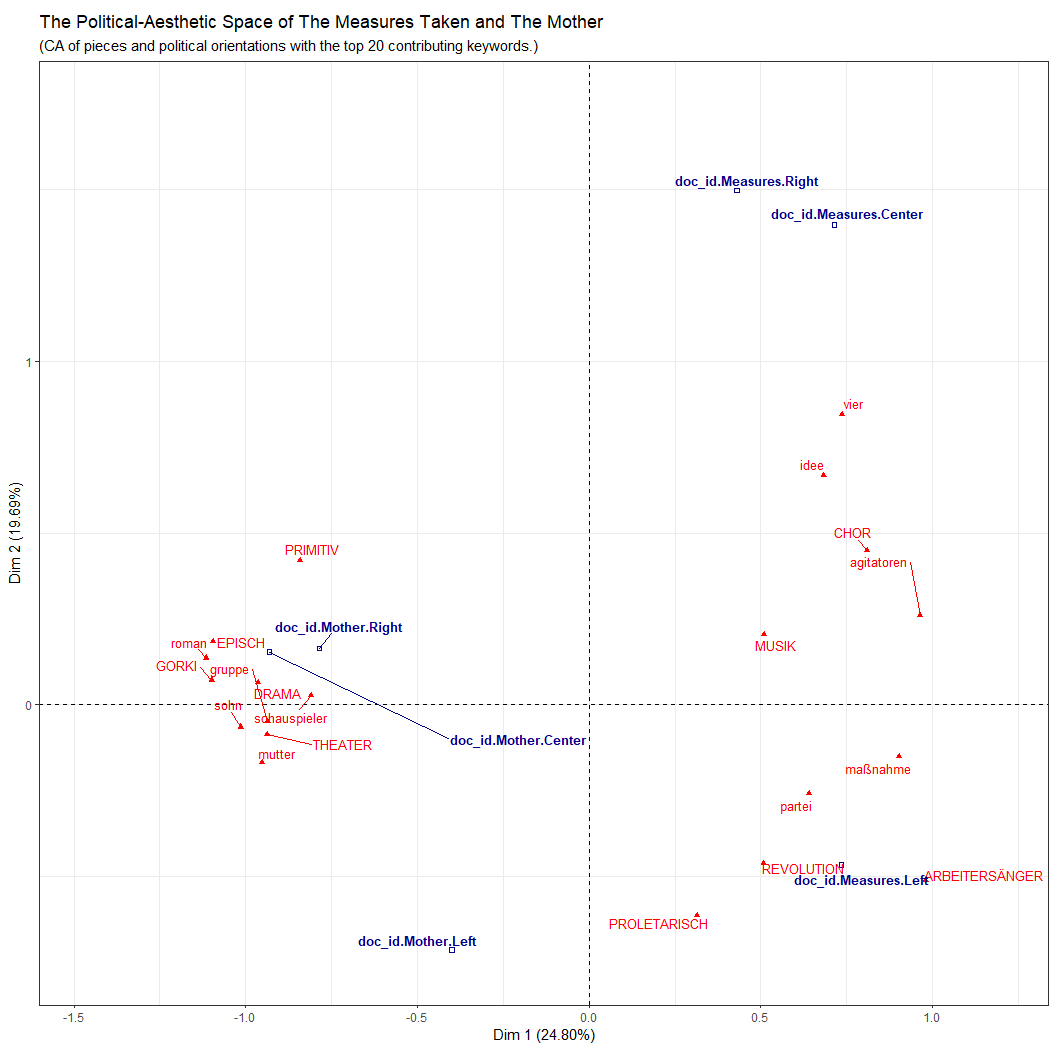 The Political-Aesthetic Space of The Measures Taken and The Mother
(CA of pieces and political orientations with the top 20 contributing keywords.)
doc_id.Measures.Right
doc_id.Measures.Center
1
vier
idee
CHOR
agitatoren
PRIMITIV
doc_id.Mother.Right
roman
EPISCH
MUSIK
GORKI
gruppe
DRAMA
sohn
0
schauspieler
doc_id.Mother.Center
THEATER
mutter
maßnahme
partei
REVOLUTION
ARBEITERSÄNGER
doc_id.Measures.Left
PROLETARISCH
doc_id.Mother.Left
Dim 2 (19.69%)
-1.5
-1.0
-0.5
0.0
0.5
1.0
Dim 1 (24.80%)